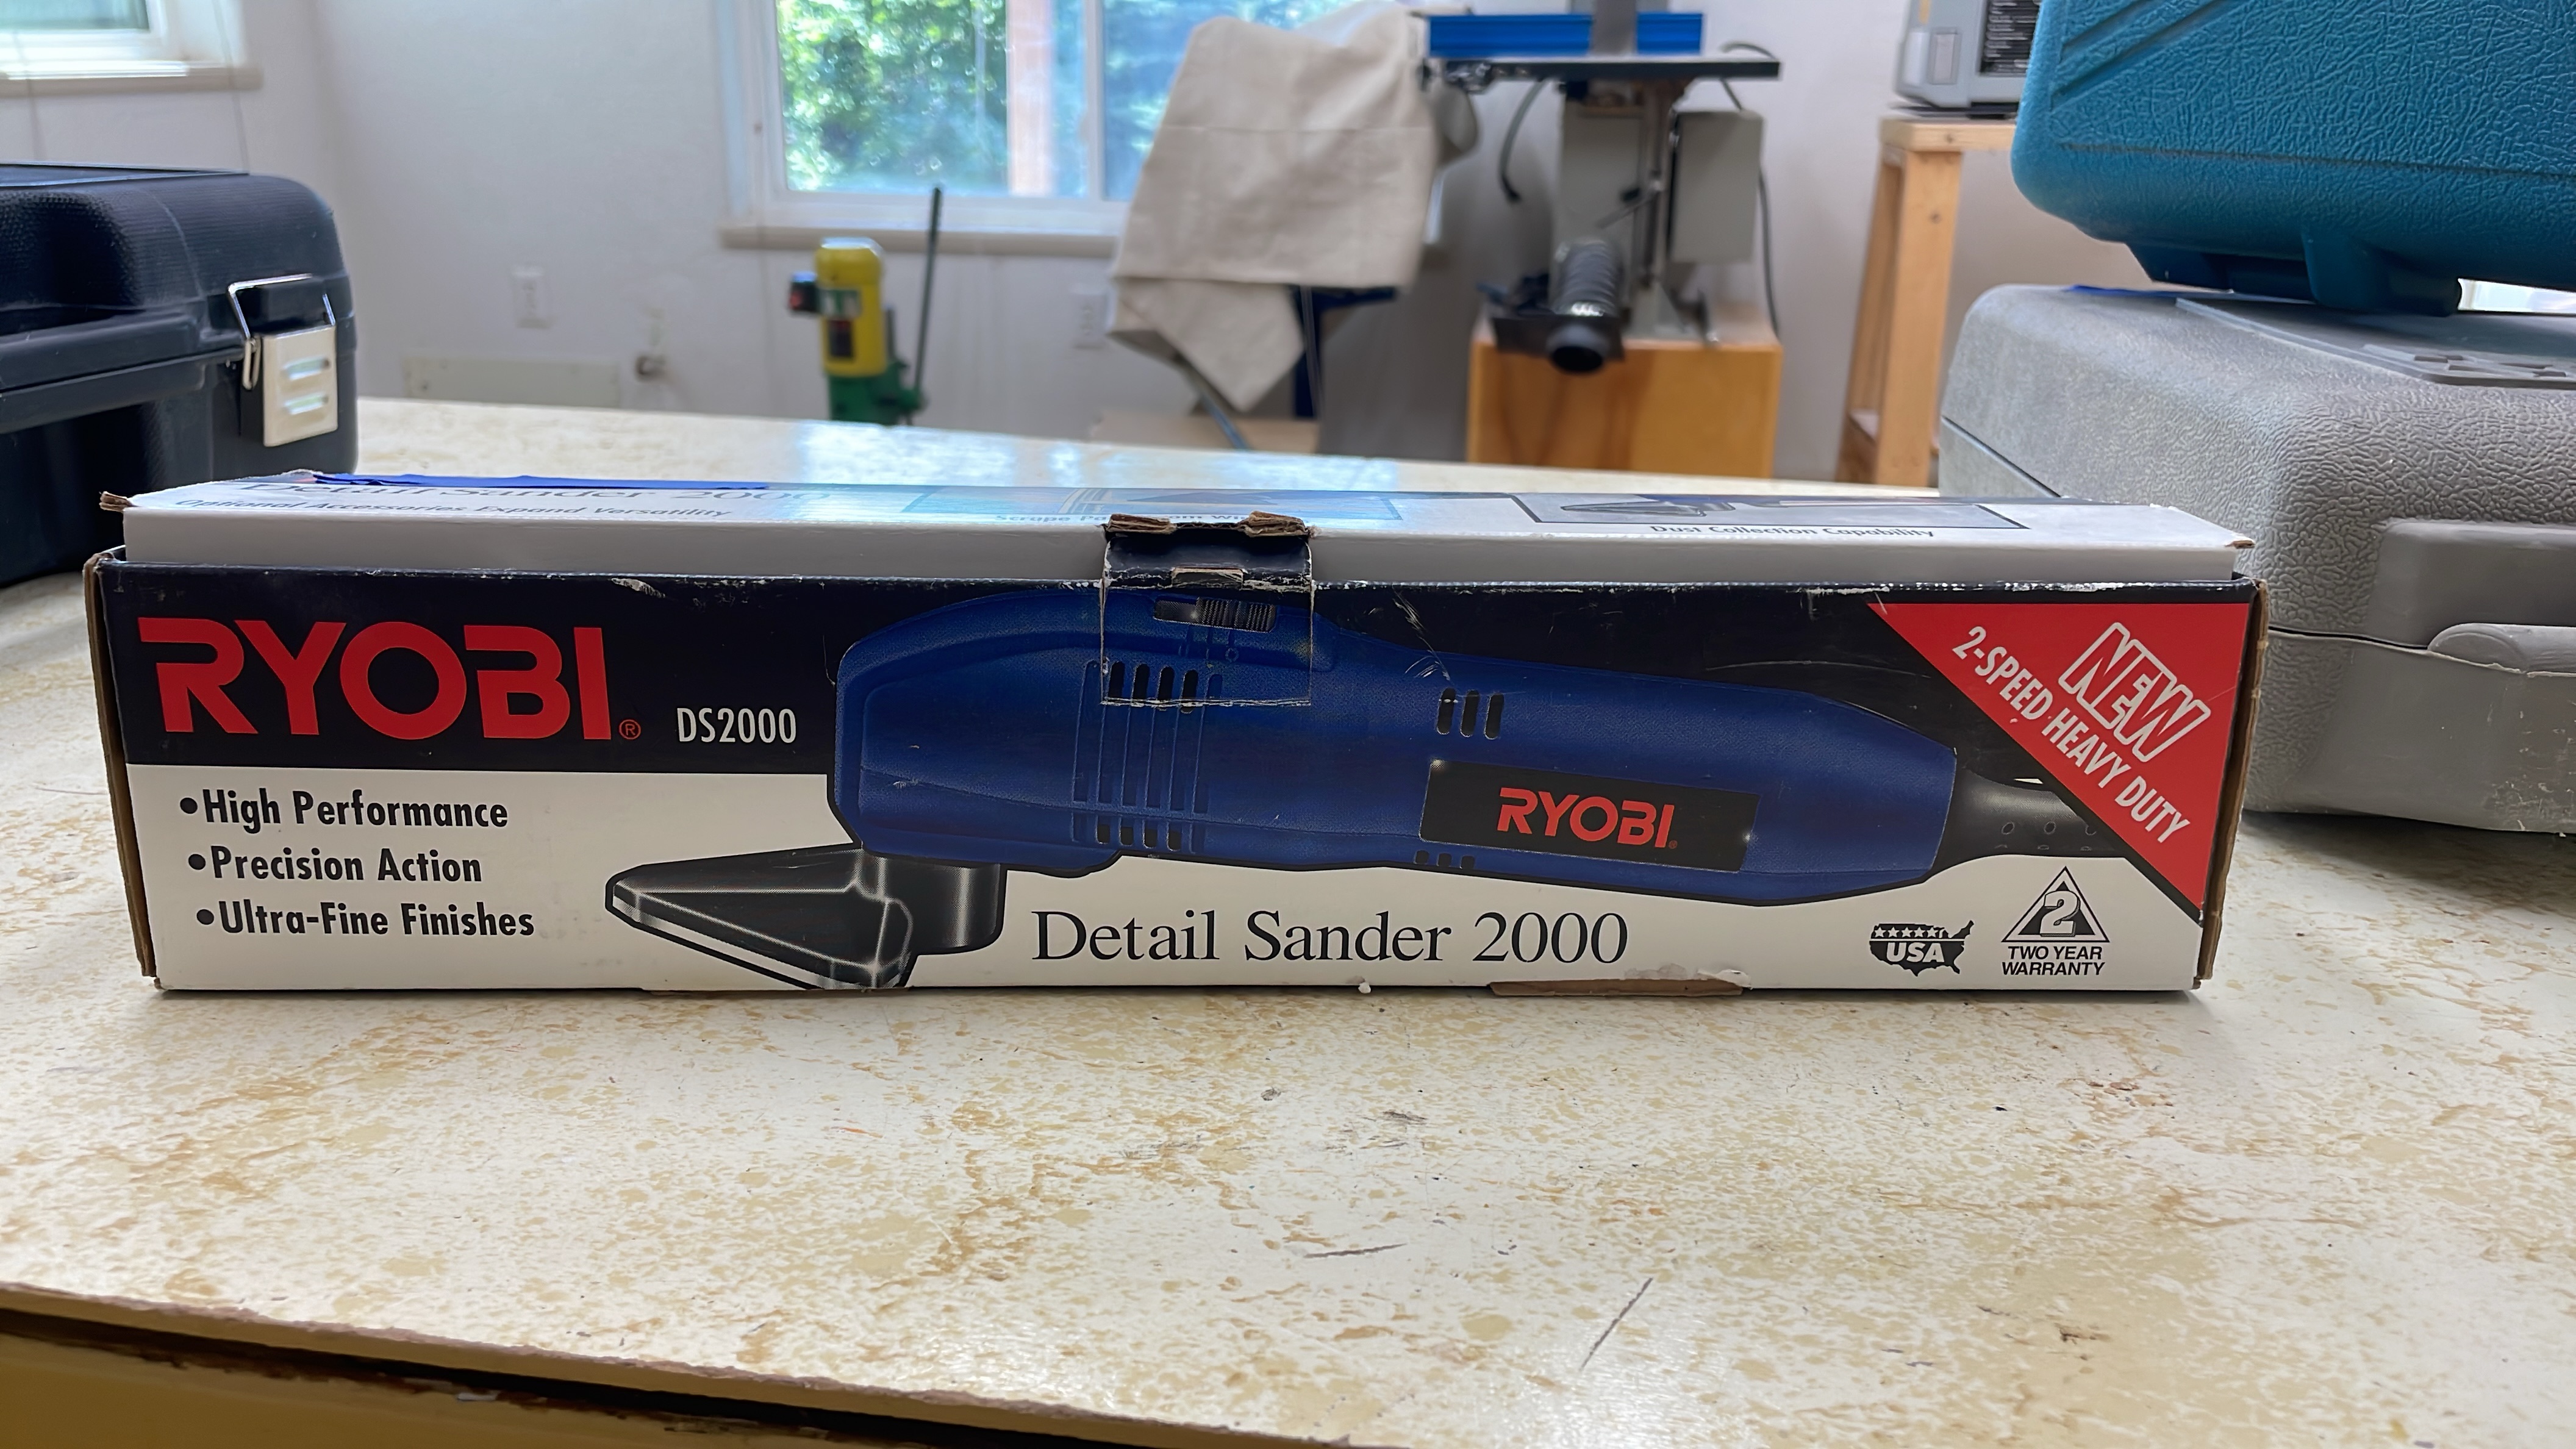 Detail Sander 2000
Optional Accessories Expand Versatility
Dust Collection Capability
RYOBI®
DS2000
•High Performance
•Precision Action
•Ultra-Fine Finishes
RYOBI®
Detail Sander 2000
NEW
2-SPEED HEAVY DUTY
USA
2
TWO YEAR
WARRANTY